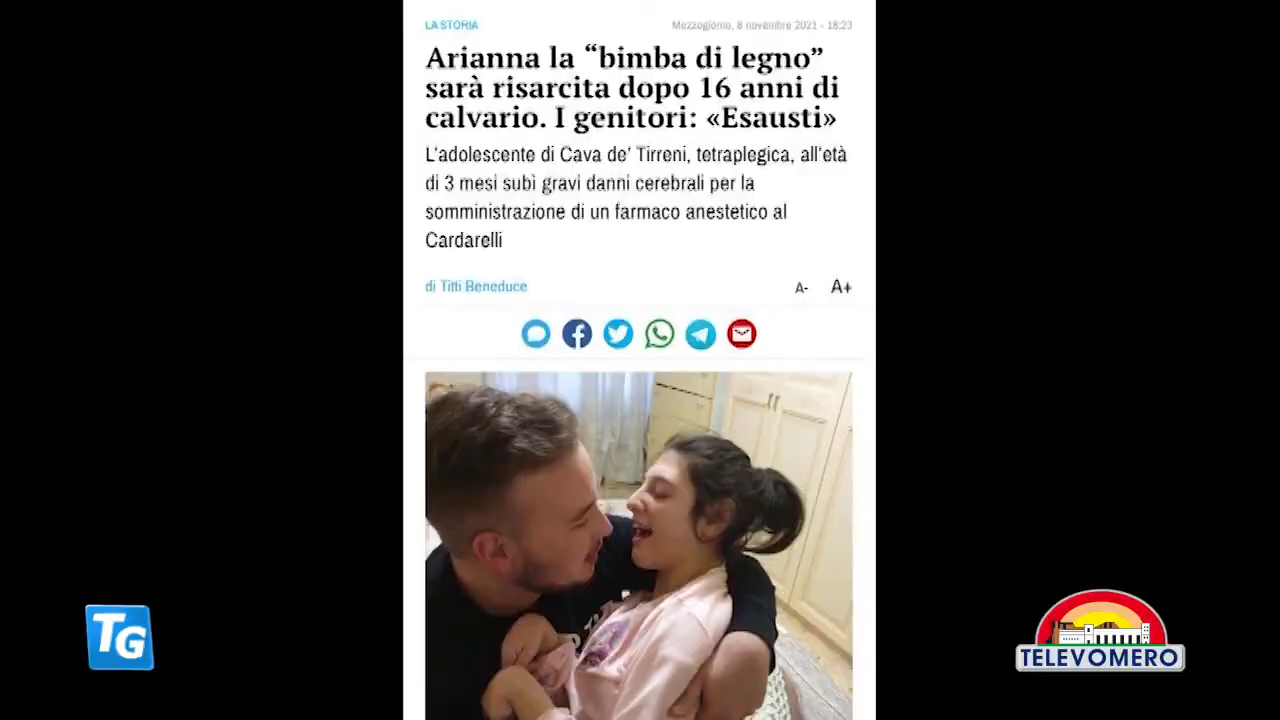 LA STORIA
Mezzogiorno, 8 novembre 2021 - 18:23
Arianna la “bimba di legno”
sarà risarcita dopo 16 anni di
calvario. I genitori: «Esausti»
L'adolescente di Cava de' Tirreni, tetraplegica, all'età
di 3 mesi subì gravi danni cerebrali per la
somministrazione di un farmaco anestetico al
Cardarelli
di Titti Beneduce
A- A+
TG
TELEVOMERO